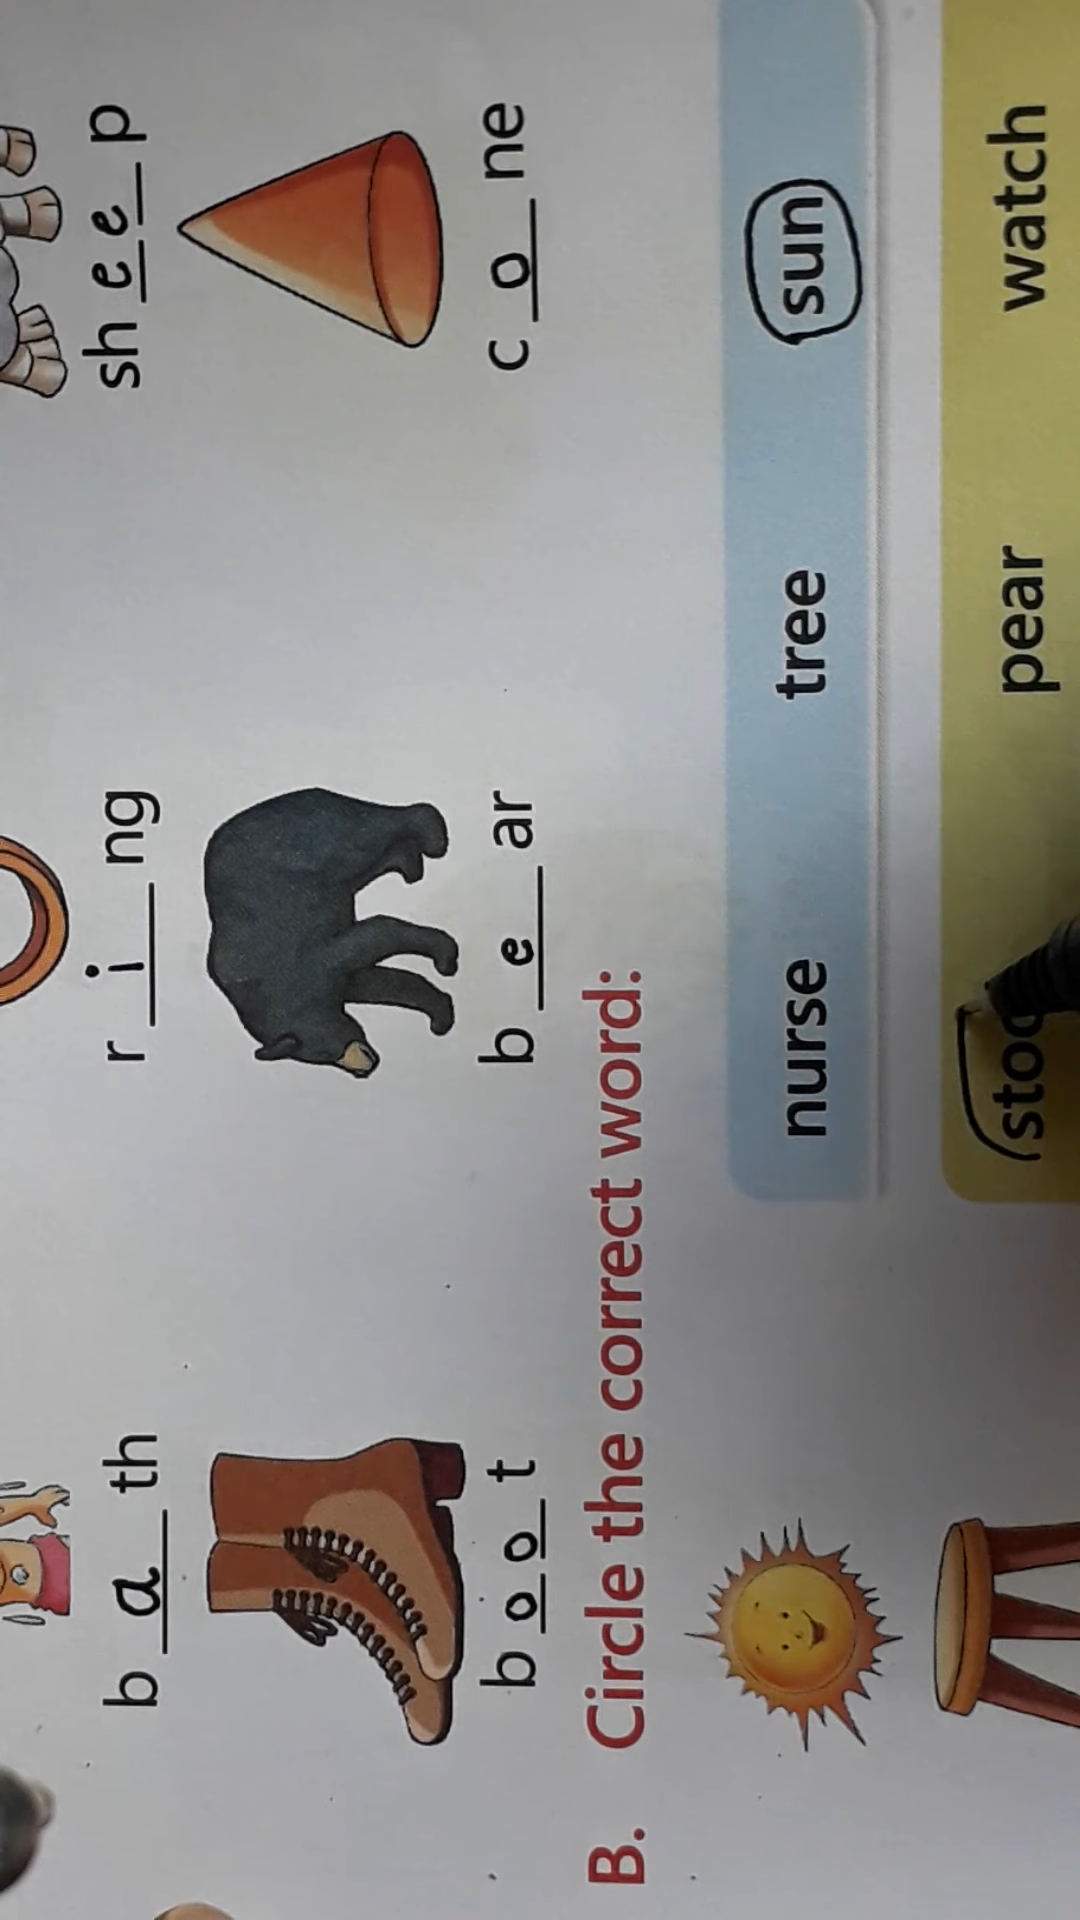 b a th r i ng sh e e p
b o o t b e ar c o ne
B. Circle the correct word:
nurse tree sun
pear watch